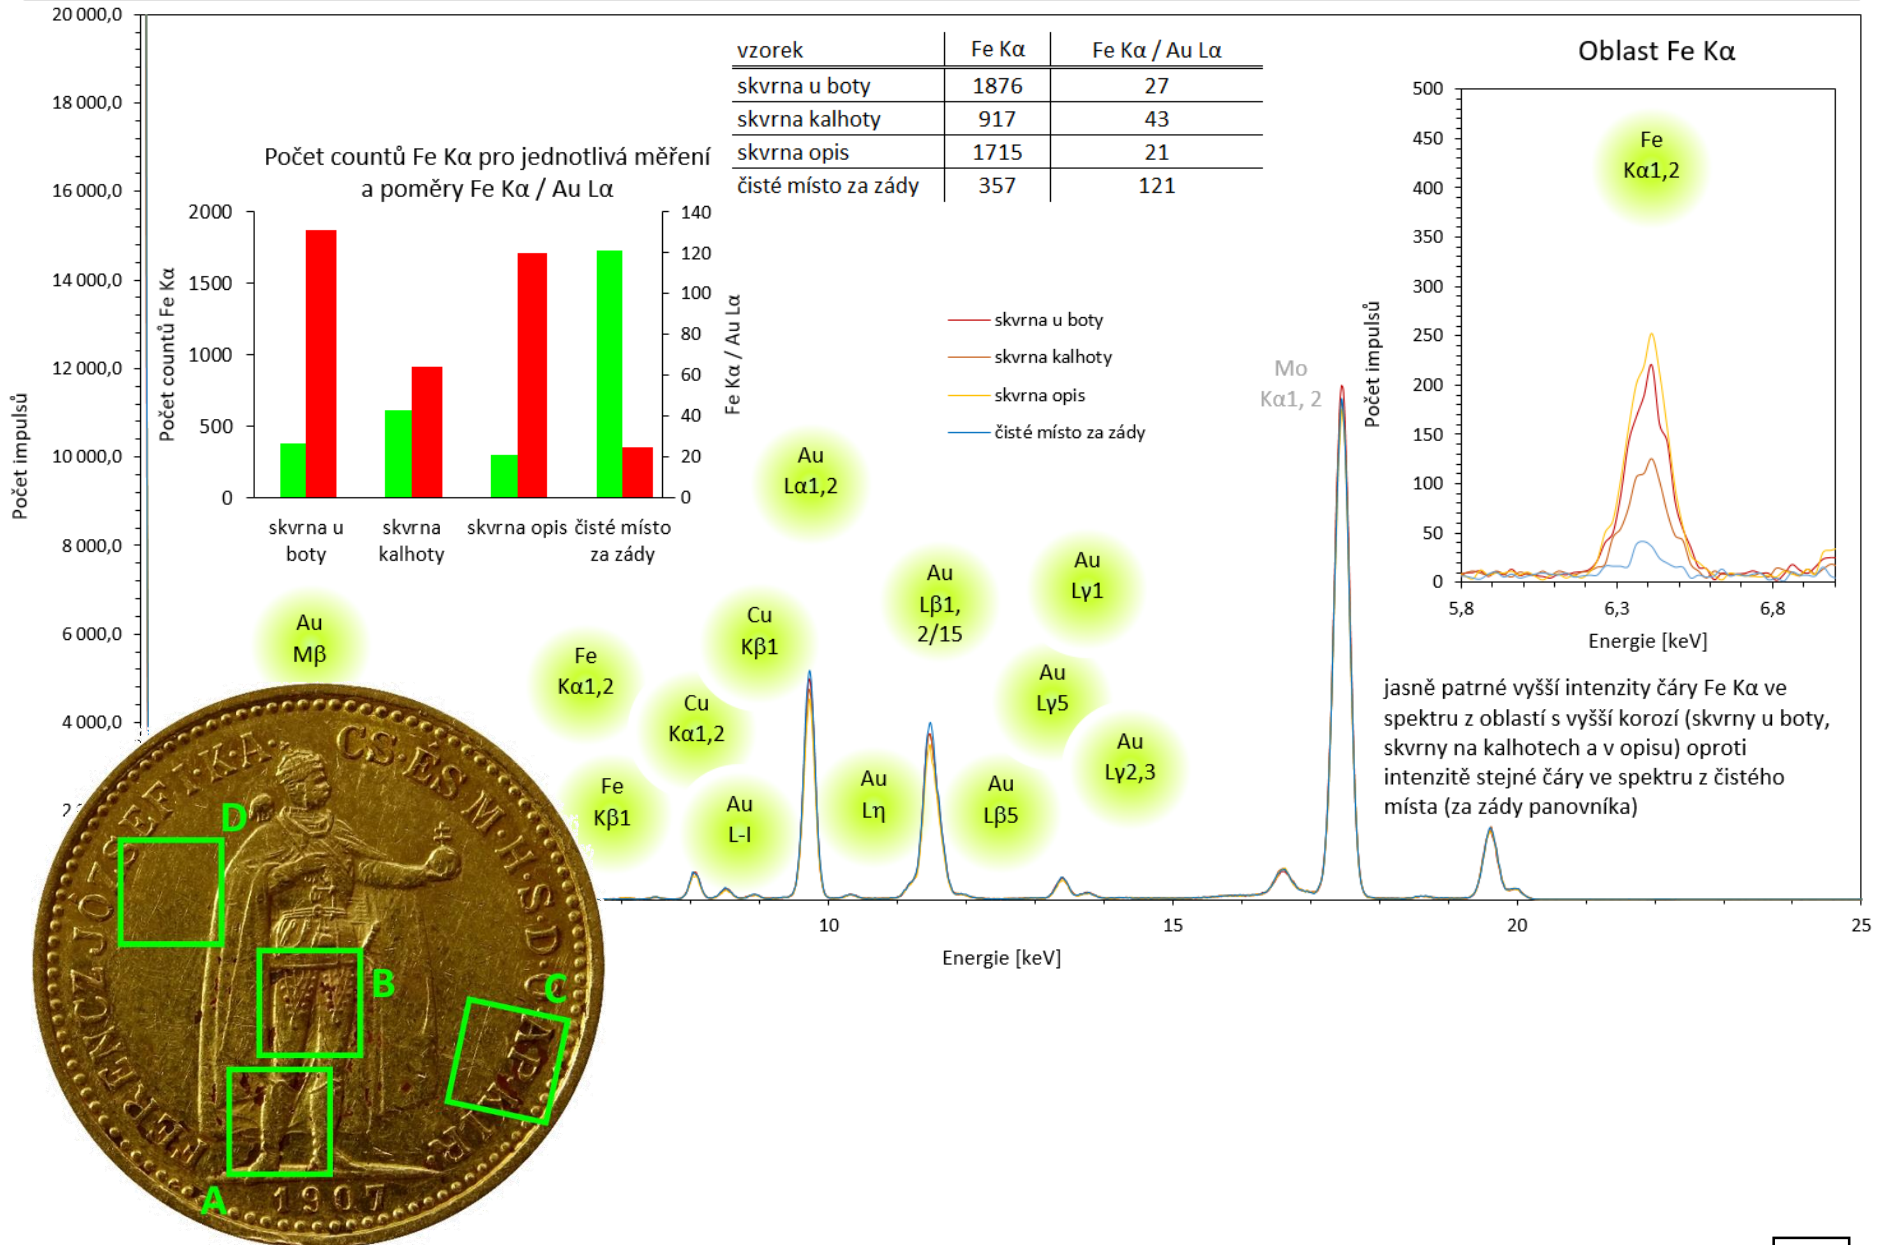 20 000,0
18 000,0
16 000,0
14 000,0
12 000,0
10 000,0
8 000,0
6 000,0
4 000,0
Počet impulsů
vzorek Fe Kα Fe Kα / Au Lα
skvrna u boty 1876 27
skvrna kalhoty 917 43
skvrna opis 1715 21
čisté místo za zády 357 121
Počet countů Fe Kα pro jednotlivá měření
a poměry Fe Kα / Au Lα
2000
1500
1000
500
0
Počet countů Fe Kα
140
120
100
80
60
40
20
0
Fe Kα / Au Lα
skvrna u
boty
skvrna
kalhoty
skvrna opis
čisté místo
za zády
skvrna u boty
skvrna kalhoty
skvrna opis
čisté místo za zády
Au
Mβ
Fe
Kα1,2
Fe
Kβ1
Cu
Kα1,2
Cu
Kβ1
Au
L-l
Au
Lα1,2
Au
Lη
Au
Lβ1,
2/15
Au
Lβ5
Au
Lγ5
Au
Lγ1
Au
Lγ2,3
Mo
Kα1, 2
10 15 20 25
Energie [keV]
Oblast Fe Kα
500
450
400
350
300
250
200
150
100
50
0
Počet impulsů
Fe
Kα1,2
5,8 6,3 6,8
Energie [keV]
jasně patrné vyšší intenzity čáry Fe Kα ve
spektru z oblastí s vyšší korozí (skvrny u boty,
skvrny na kalhotech a v opisu) oproti
intenzitě stejné čáry ve spektru z čistého
místa (za zády panovníka)
D
B
C
A
FERENCZ JÓZSEF I·KA·
CS·ÉS M·H·S·D·O·AP·KIR
1907